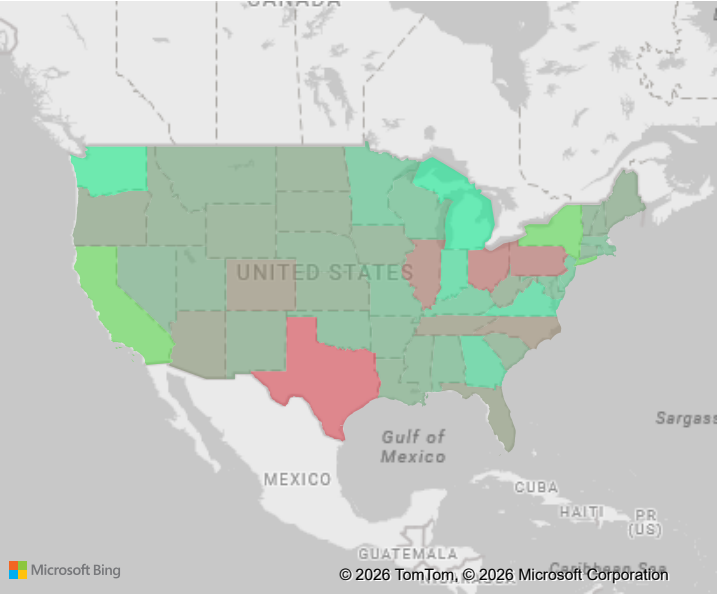 CANADA
UNITED STATES
Gulf of
Mexico
Sargass
MEXICO
CUBA
HAITI
PR
(US)
GUATEMALA
NICARAGUA
Caribbean Sea
Microsoft Bing
© 2026 TomTom, © 2026 Microsoft Corporation